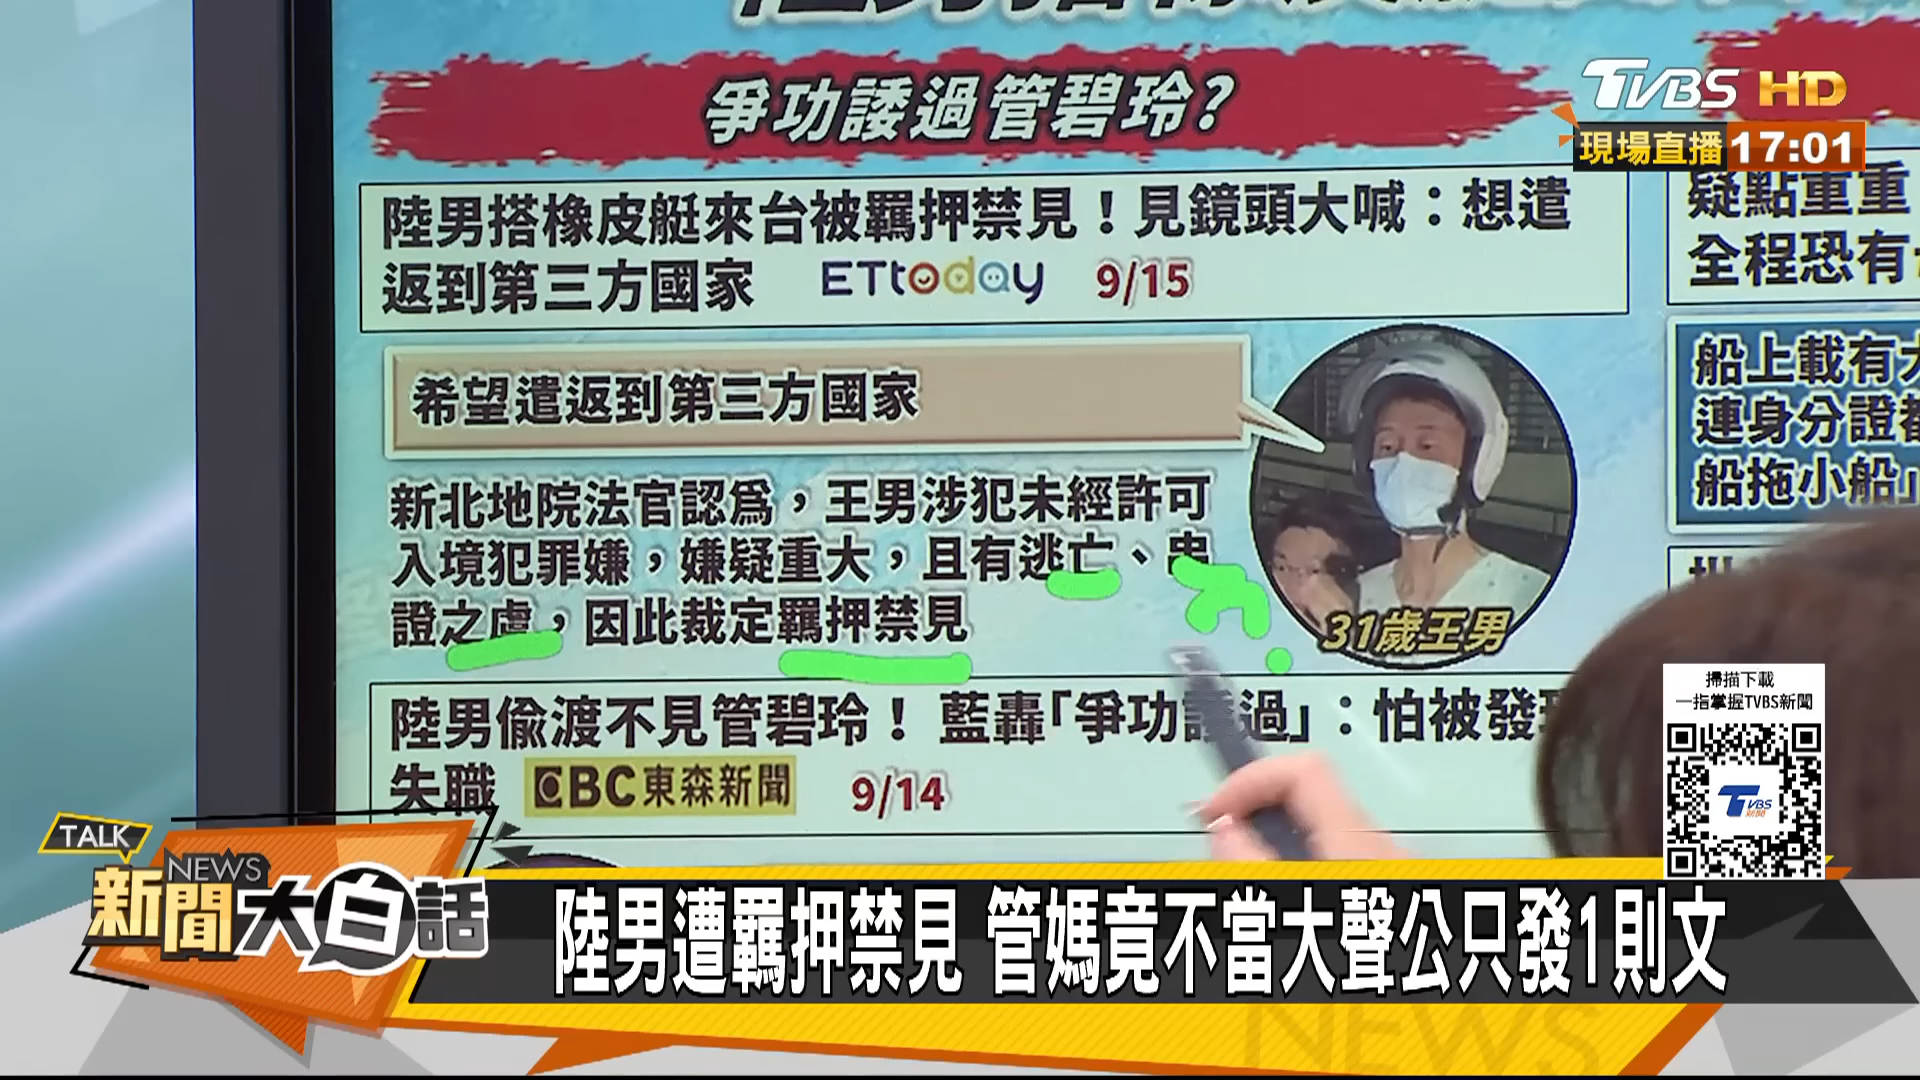 爭功諉過管碧玲?
TVBS HD
現場直播 17:01
陸男搭橡皮艇來台被羈押禁見!見鏡頭大喊:想遣
返到第三方國家 ETtoday 9/15
希望遣返到第三方國家
新北地院法官認為,王男涉犯未經許可
入境犯罪嫌,嫌疑重大,且有逃亡、串
證之虞,因此裁定羈押禁見
31歲王男
陸男偷渡不見管碧玲! 藍轟「爭功諉過」:怕被發現
失職 EBC東森新聞 9/14
疑點重重
全程恐有
船上載有大
連身分證都
船拖小船」
掃描下載
一指掌握TVBS新聞
TVBS
新聞
TALK
NEWS
新聞大白話
陸男遭羈押禁見 管媽竟不當大聲公只發1則文
NEWS